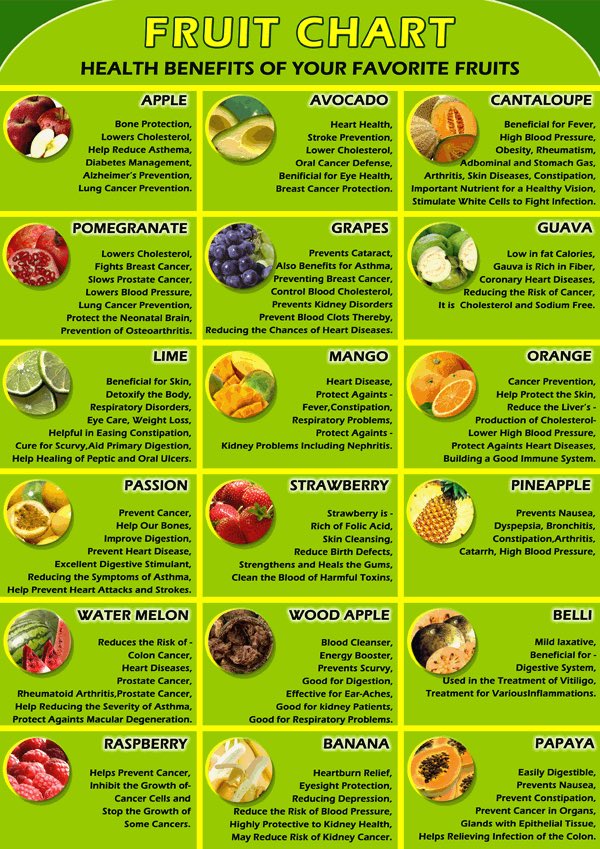 FRUIT CHART
HEALTH BENEFITS OF YOUR FAVORITE FRUITS
APPLE
Bone Protection,
Lowers Cholesterol,
Help Reduce Asthema,
Diabetes Management,
Alzheimer's Prevention,
Lung Cancer Prevention.
AVOCADO
Heart Health,
Stroke Prevention,
Lower Cholesterol,
Oral Cancer Defense,
Benificial for Eye Health,
Breast Cancer Protection.
CANTALOUPE
Beneficial for Fever,
High Blood Pressure,
Obesity, Rheumatism,
Adbominal and Stomach Gas,
Arthritis, Skin Diseases, Constipation,
Important Nutrient for a Healthy Vision,
Stimulate White Cells to Fight Infection.
POMEGRANATE
Lowers Cholesterol,
Fights Breast Cancer,
Slows Prostate Cancer,
Lowers Blood Pressure,
Lung Cancer Prevention,
Protect the Neonatal Brain,
Prevention of Osteoarthritis.
GRAPES
Prevents Cataract,
Also Benefits for Asthma,
Preventing Breast Cancer,
Control Blood Cholesterol,
Prevents Kidney Disorders
Prevent Blood Clots Thereby,
Reducing the Chances of Heart Diseases.
GUAVA
Low in fat Calories,
Gauva is Rich in Fiber,
Coronary Heart Diseases,
Reducing the Risk of Cancer,
It is Cholesterol and Sodium Free.
LIME
Beneficial for Skin,
Detoxify the Body,
Respiratory Disorders,
Eye Care, Weight Loss,
Helpful in Easing Constipation,
Cure for Scurvy,Aid Primary Digestion,
Help Healing of Peptic and Oral Ulcers.
MANGO
Heart Disease,
Protect Againts -
Fever,Constipation,
Respiratory Problems,
Protect Againts -
Kidney Problems Including Nephritis.
ORANGE
Cancer Prevention,
Help Protect the Skin,
Reduce the Liver's -
Production of Cholesterol-
Lower High Blood Pressure,
Protect Againts Heart Diseases,
Building a Good Immune System.
PASSION
Prevent Cancer,
Help Our Bones,
Improve Digestion,
Prevent Heart Disease,
Excellent Digestive Stimulant,
Reducing the Symptoms of Asthma,
Help Prevent Heart Attacks and Strokes.
STRAWBERRY
Strawberry is -
Rich of Folic Acid,
Skin Cleansing,
Reduce Birth Defects,
Strengthens and Heals the Gums,
Clean the Blood of Harmful Toxins,
PINEAPPLE
Prevents Nausea,
Dyspepsia, Bronchitis,
Constipation,Arthritis,
Catarrh, High Blood Pressure,
WATER MELON
Reduces the Risk of -
Colon Cancer,
Heart Diseases,
Prostate Cancer,
Rheumatoid Arthritis,Prostate Cancer,
Help Reducing the Severity of Asthma,
Protect Againts Macular Degeneration.
WOOD APPLE
Blood Cleanser,
Energy Booster,
Prevents Scurvy,
Good for Digestion,
Effective for Ear-Aches,
Good for kidney Patients,
Good for Respiratory Problems.
BELLI
Mild laxative,
Beneficial for -
Digestive System,
Used in the Treatment of Vitiligo,
Treatment for VariousInflammations.
RASPBERRY
Helps Prevent Cancer,
Inhibit the Growth of-
Cancer Cells and
Stop the Growth of
Some Cancers.
BANANA
Heartburn Relief,
Eyesight Protection,
Reducing Depression,
Reduce the Risk of Blood Pressure,
Highly Protective to Kidney Health,
May Reduce Risk of Kidney Cancer.
PAPAYA
Easily Digestible,
Prevents Nausea,
Prevent Constipation,
Prevent Cancer in Organs,
Glands with Epithelial Tissue,
Helps Relieving Infection of the Colon.